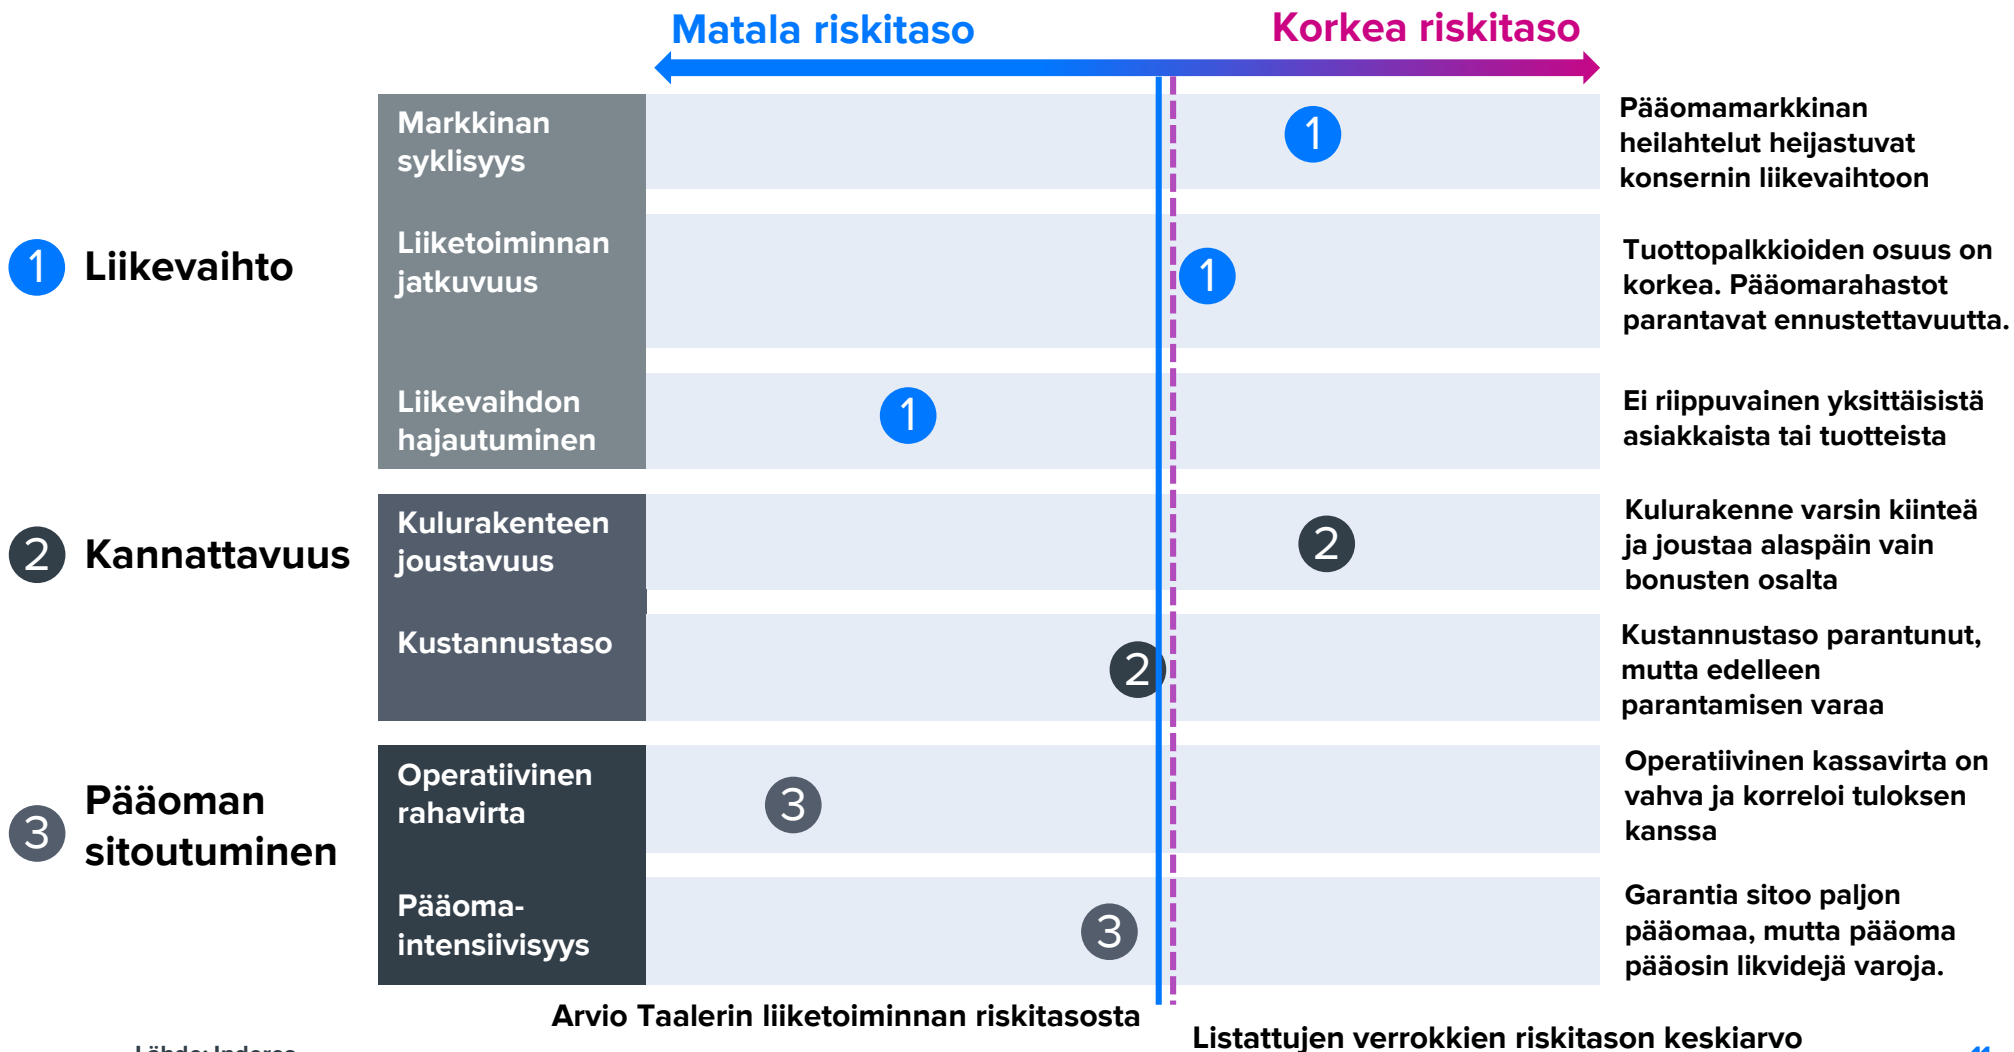 Matala riskitaso
Korkea riskitaso
1 Liikevaihto
Markkinan
syklisyys
1
Pääomamarkkinan
heilahtelut heijastuvat
konsernin liikevaihtoon
Liiketoiminnan
jatkuvuus
1
Tuottopalkkioiden osuus on
korkea. Pääomarahastot
parantavat ennustettavuutta.
Liikevaihdon
hajautuminen
1
Ei riippuvainen yksittäisistä
asiakkaista tai tuotteista
2 Kannattavuus
Kulurakenteen
joustavuus
2
Kulurakenne varsin kiinteä
ja joustaa alaspäin vain
bonusten osalta
Kustannustaso
2
Kustannustaso parantunut,
mutta edelleen
parantamisen varaa
3 Pääoman
sitoutuminen
Operatiivinen
rahavirta
3
Operatiivinen kassavirta on
vahva ja korreloi tuloksen
kanssa
Pääoma-
intensiivisyys
3
Garantia sitoo paljon
pääomaa, mutta pääoma
pääosin likvidejä varoja.
Arvio Taalerin liiketoiminnan riskitasosta
Listattujen verrokkien riskitason keskiarvo
Lähde: Inderes